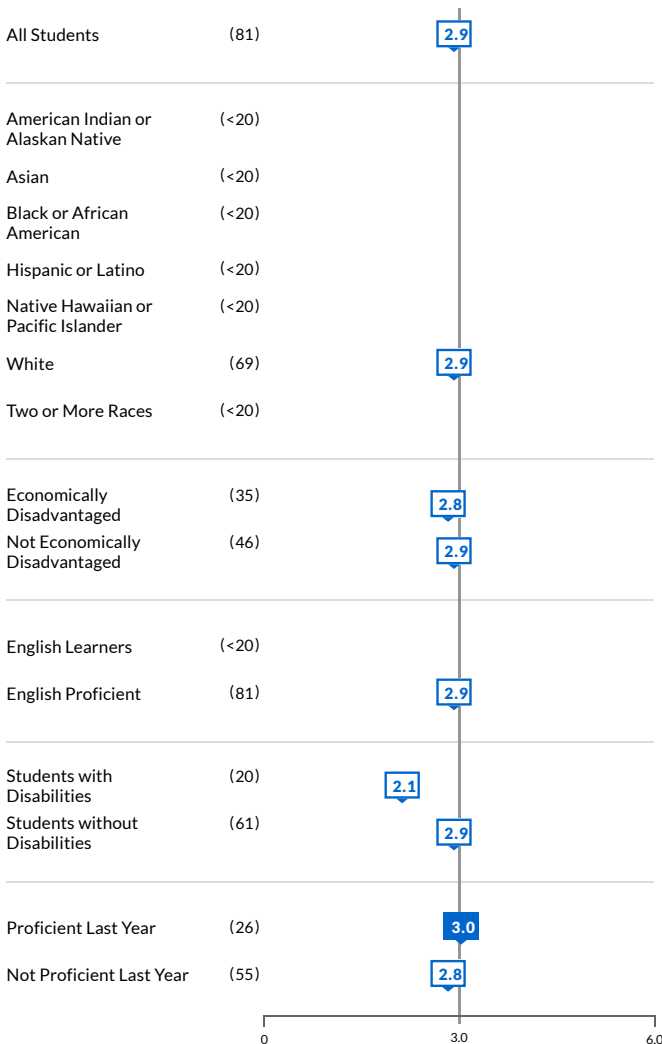 All Students (81) 2.9
American Indian or (<20)
Alaskan Native
Asian (<20)
Black or African (<20)
American
Hispanic or Latino (<20)
Native Hawaiian or (<20)
Pacific Islander
White (69) 2.9
Two or More Races (<20)
Economically (35) 2.8
Disadvantaged
Not Economically (46) 2.9
Disadvantaged
English Learners (<20)
English Proficient (81) 2.9
Students with (20) 2.1
Disabilities
Students without (61) 2.9
Disabilities
Proficient Last Year (26) 3.0
Not Proficient Last Year (55) 2.8
0 3.0 6.0